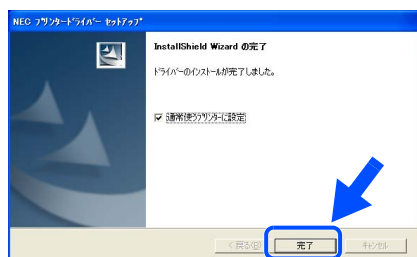 NEC プリンタードライバー セットアップ
InstallShield Wizard の完了
ドライバーのインストールが完了しました。
通常使うプリンターに設定
< 戻る(B)
完了
キャンセル